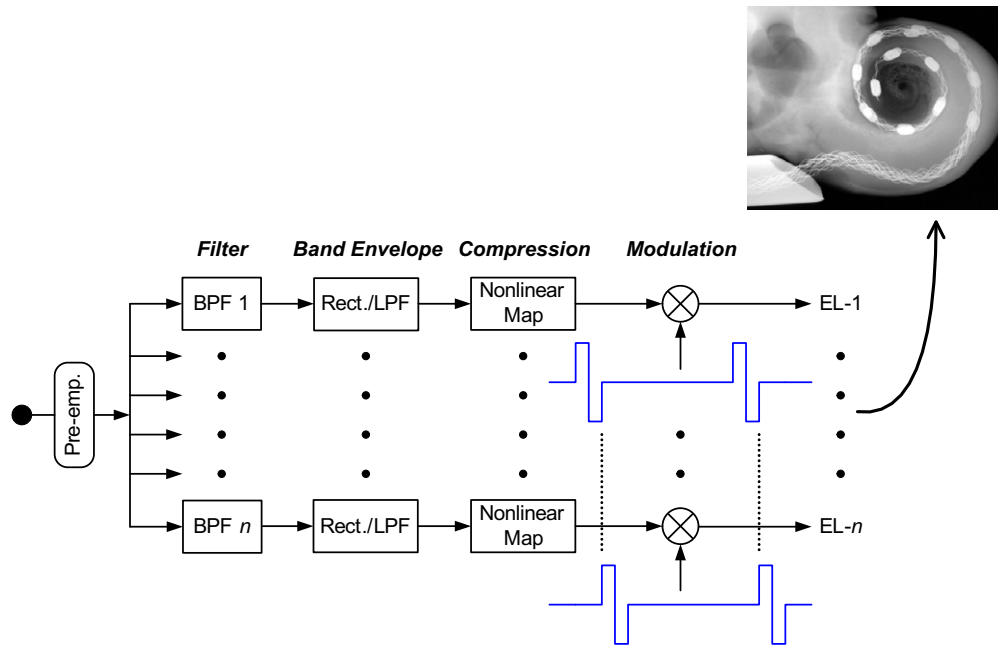 Filter
Band Envelope
Compression
Modulation
BPF 1
Rect./LPF
Nonlinear
Map
EL-1
Pre-emp.
BPF n
Rect./LPF
Nonlinear
Map
EL-n